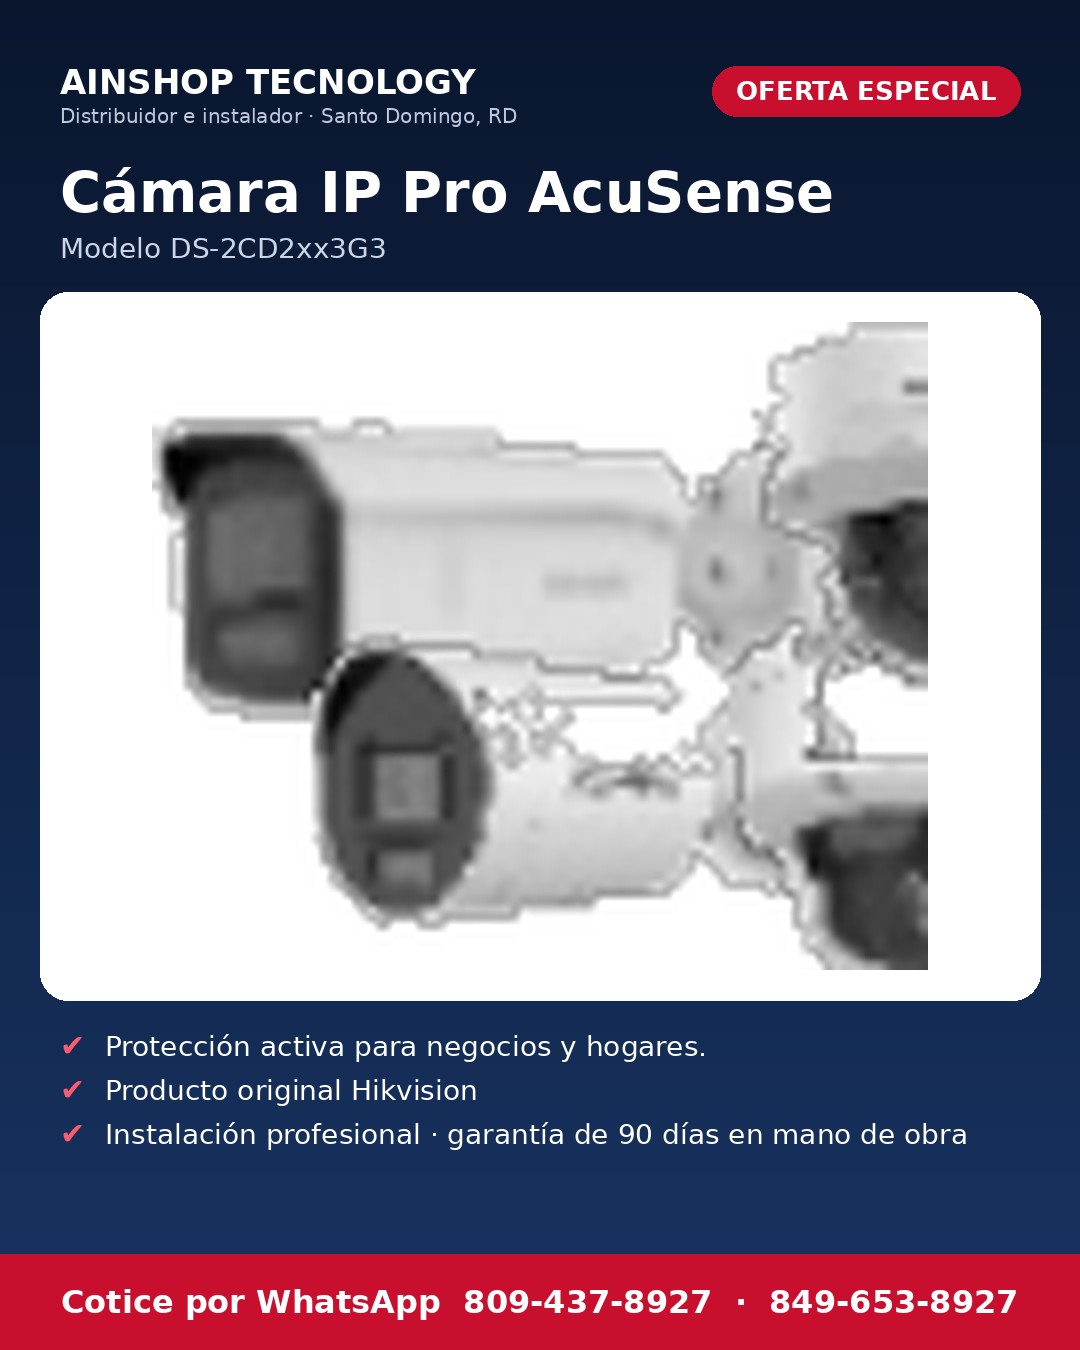 AINSHOP TECNOLOGY
OFERTA ESPECIAL
Distribuidor e instalador · Santo Domingo, RD
Cámara IP Pro AcuSense
Modelo DS-2CD2xx3G3
✔ Protección activa para negocios y hogares.
✔ Producto original Hikvision
✔ Instalación profesional · garantía de 90 días en mano de obra
Cotice por WhatsApp 809-437-8927 · 849-653-8927